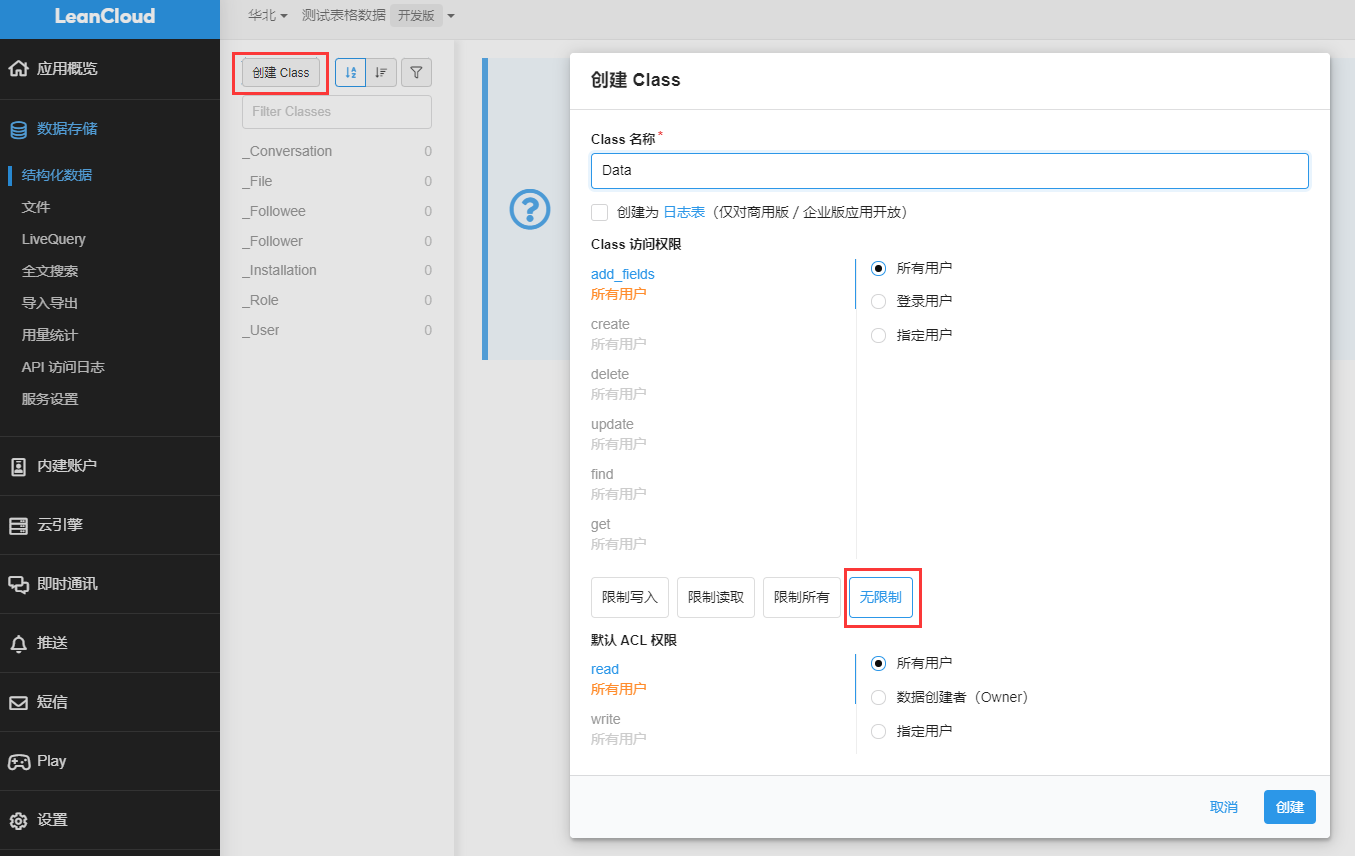 LeanCloud
华北
测试表格数据
开发版
应用概览
数据存储
结构化数据
文件
LiveQuery
全文搜索
导入导出
用量统计
API 访问日志
服务设置
内建账户
云引擎
即时通讯
推送
短信
Play
设置
创建 Class
Filter Classes
_Conversation 0
_File 0
_Followee 0
_Follower 0
_Installation 0
_Role 0
_User 0
创建 Class
Class 名称*
Data
创建为 日志表（仅对商用版 / 企业版应用开放）
Class 访问权限
add_fields
所有用户
create
所有用户
delete
所有用户
update
所有用户
find
所有用户
get
所有用户
所有用户
登录用户
指定用户
限制写入 限制读取 限制所有 无限制
默认 ACL 权限
read
所有用户
write
所有用户
所有用户
数据创建者（Owner）
指定用户
取消 创建